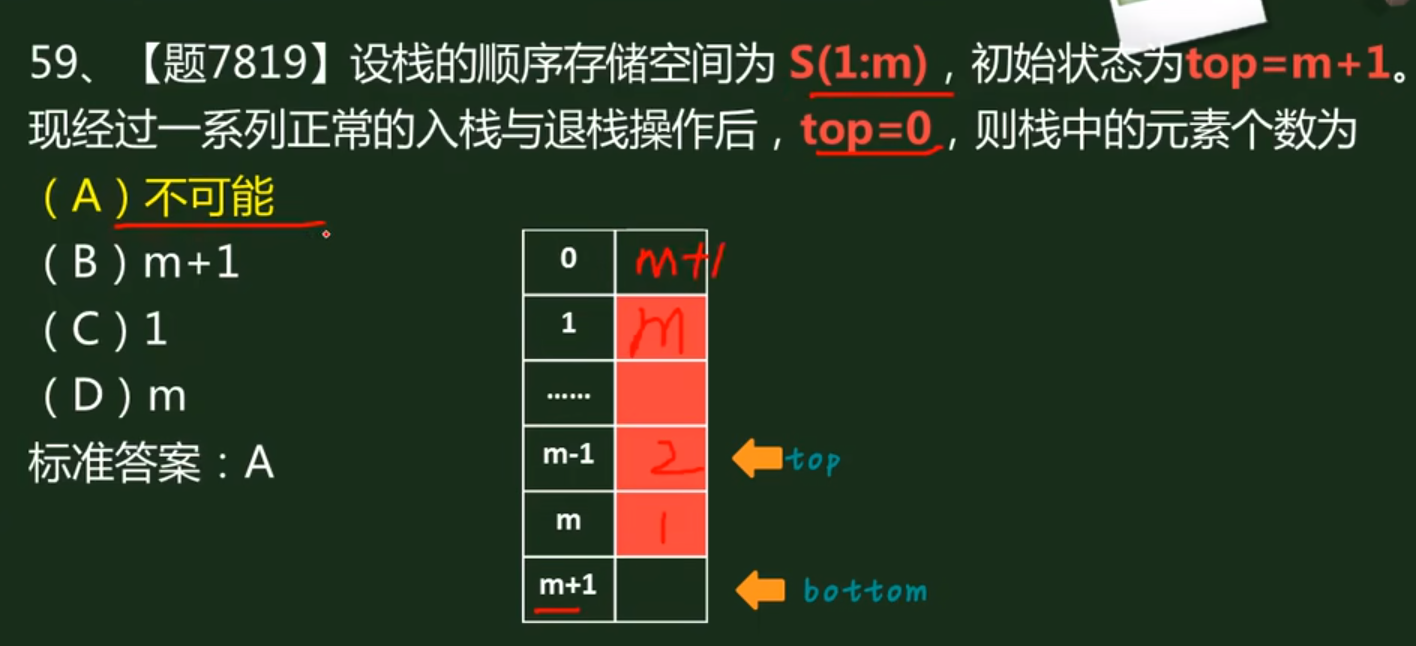 59、【题7819】设栈的顺序存储空间为 S(1:m)，初始状态为top=m+1。
现经过一系列正常的入栈与退栈操作后，top=0，则栈中的元素个数为
（A）不可能
（B）m+1
（C）1
（D）m
标准答案：A
0 m+1
1 m
……
m-1 2 top
m 1
m+1 bottom